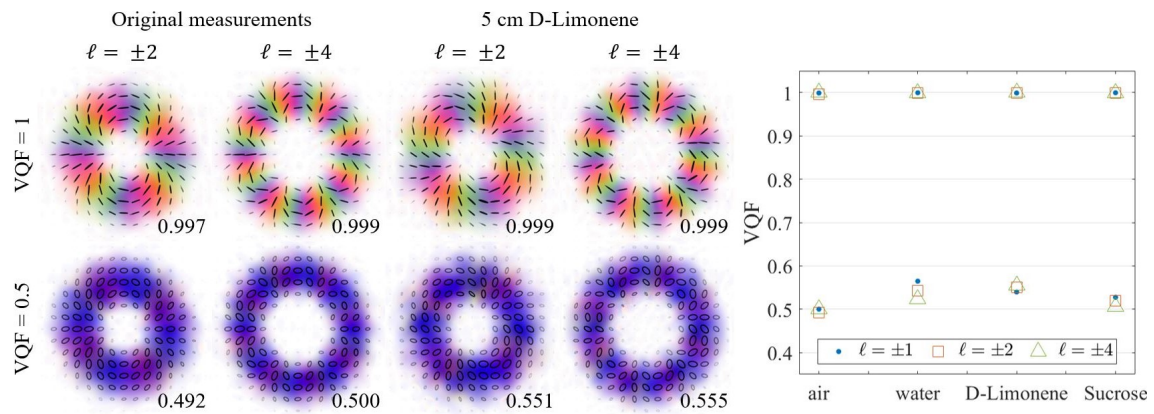 Original measurements
5 cm D-Limonene
ℓ = ±2
ℓ = ±4
ℓ = ±2
ℓ = ±4
VQF = 1
0.997
0.999
0.999
0.999
VQF = 0.5
0.492
0.500
0.551
0.555
VQF
1
0.9
0.8
0.7
0.6
0.5
0.4
ℓ = ±1
ℓ = ±2
ℓ = ±4
air
water
D-Limonene
Sucrose